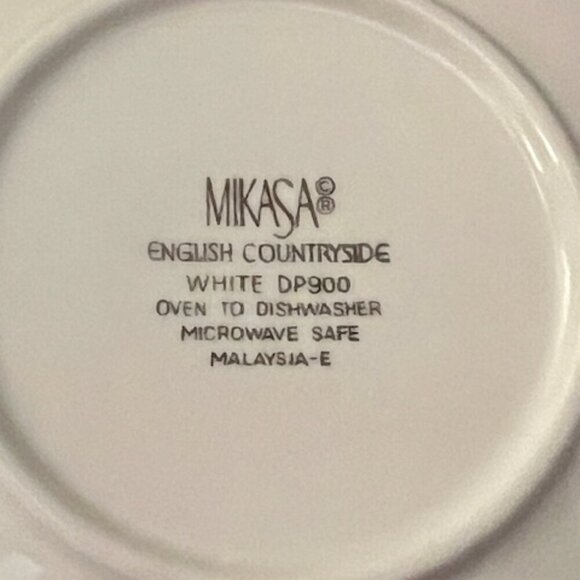 MIKASA©®
ENGLISH COUNTRYSIDE
WHITE DP900
OVEN TO DISHWASHER
MICROWAVE SAFE
MALAYSIA-E